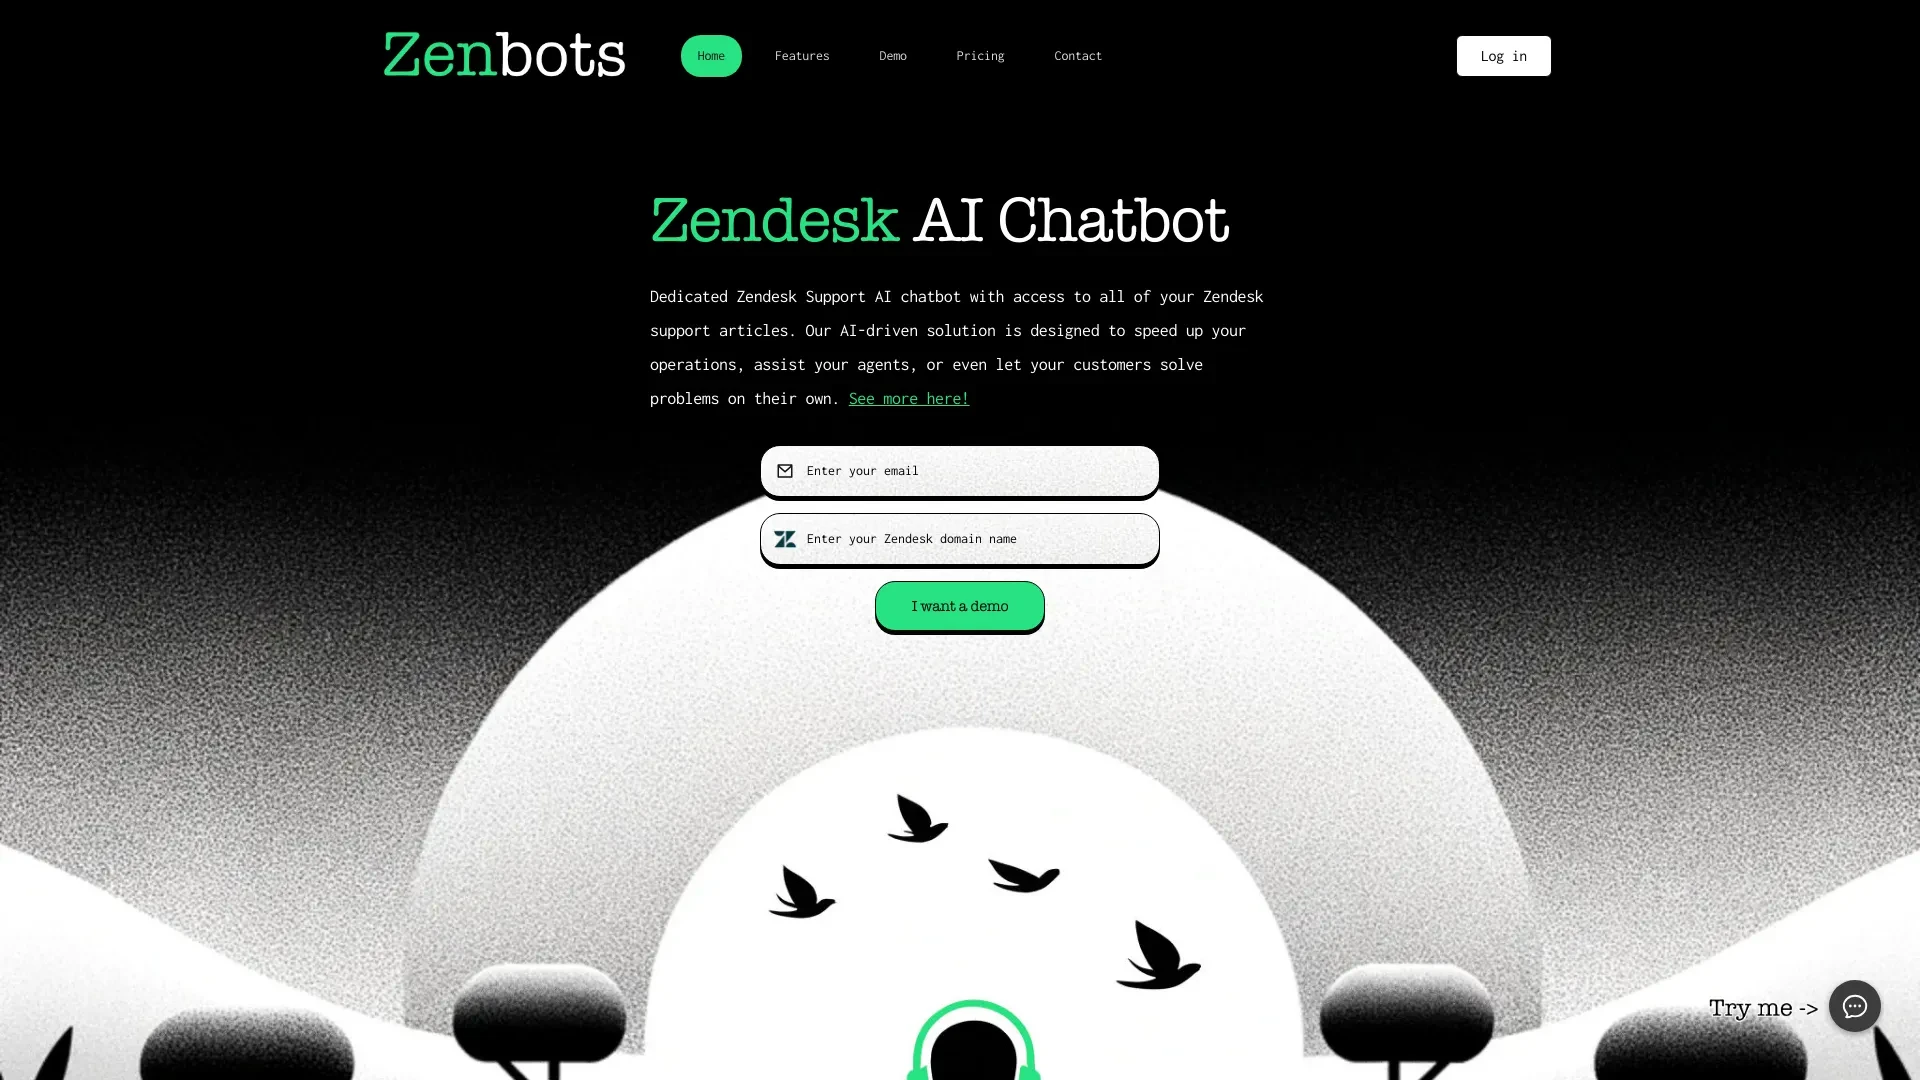 Zenbots
Home
Features
Demo
Pricing
Contact
Log in
Zendesk AI Chatbot
Dedicated Zendesk Support AI chatbot with access to all of your Zendesk
support articles. Our AI-driven solution is designed to speed up your
operations, assist your agents, or even let your customers solve
problems on their own. See more here!
Enter your email
Enter your Zendesk domain name
I want a demo
Try me ->